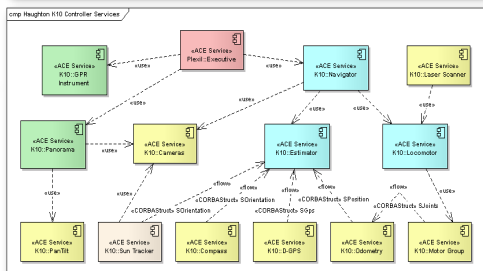 cmp Haughton K10 Controller Services
«ACE Service»
K10::GPR
Instrument
«use»
«ACE Service»
Plexil::Executive
«use»
«ACE Service»
K10::Navigator
«ACE Service»
K10::Laser Scanner
«use»
«use»
«use»
«use»
«use»
«ACE Service»
K10::Panorama
«use»
«ACE Service»
K10::Cameras
«ACE Service»
K10::Estimator
«ACE Service»
K10::Locomotor
«use»
«use»
«flow»
«flow»
«flow»
«use»
«CORBAStruct» SOrientation
«CORBAStruct» SOrientation
«CORBAStruct» SGps
«CORBAStruct» SPosition
«CORBAStruct» SJoints
«ACE Service»
K10::PanTilt
«ACE Service»
K10::Sun Tracker
«ACE Service»
K10::Compass
«ACE Service»
K10::D-GPS
«ACE Service»
K10::Odometry
«ACE Service»
K10::Motor Group